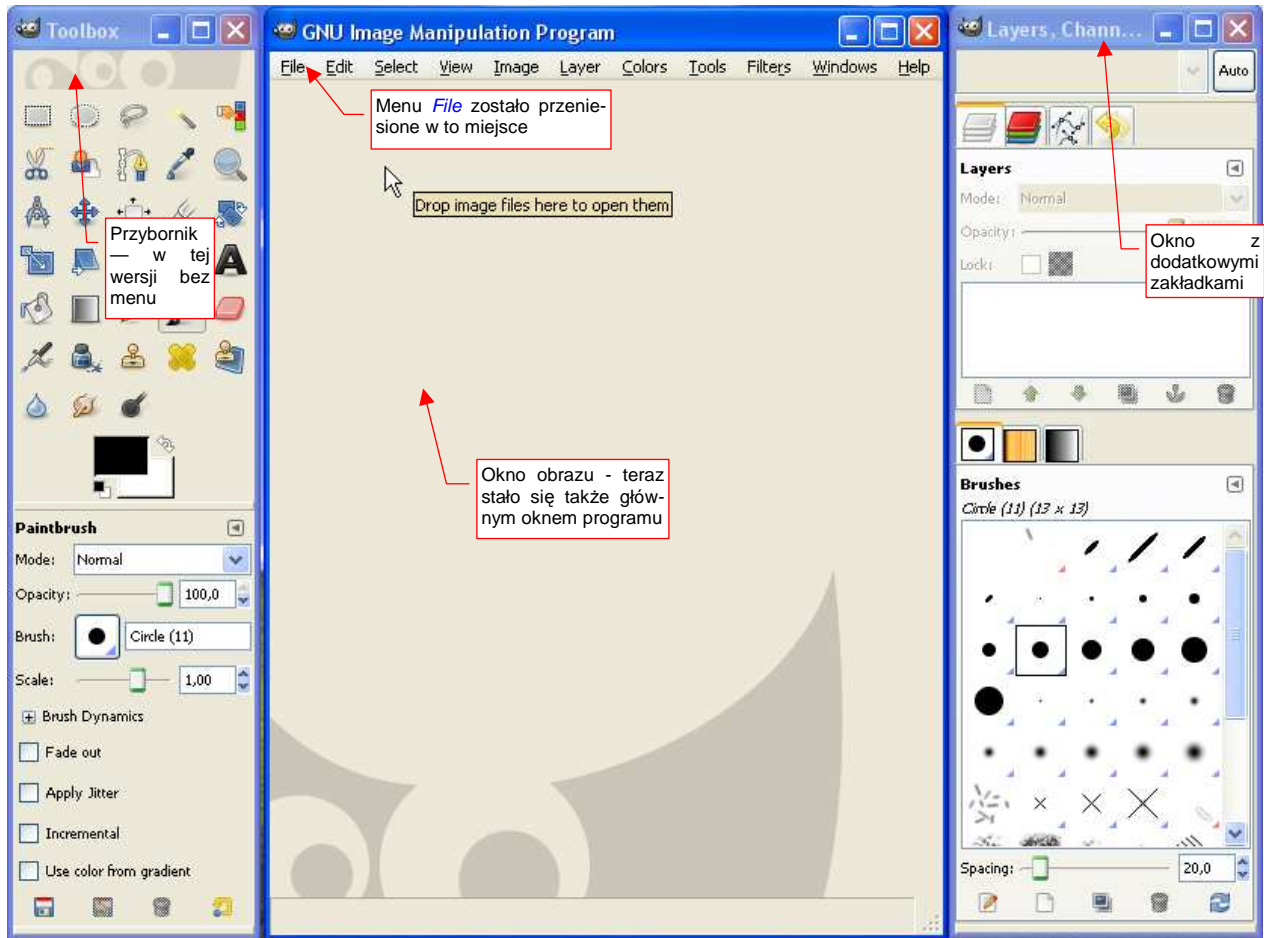 Toolbox
GNU Image Manipulation Program
Layers, Chann...
File Edit Select View Image Layer Colors Tools Filters Windows Help
Auto
Menu File zostało przenie-
sione w to miejsce
Drop image files here to open them
Przybornik
— w tej
wersji bez
menu
Layers
Mode: Normal
Opacity:
Lock:
Okno z
dodatkowymi
zakładkami
Okno obrazu - teraz
stało się także głów-
nym oknem programu
Paintbrush
Mode: Normal
Opacity: 100,0
Brush: Circle (11)
Scale: 1,00
Brush Dynamics
Fade out
Apply Jitter
Incremental
Use color from gradient
Brushes
Circle (11) (13 x 13)
Spacing: 20,0